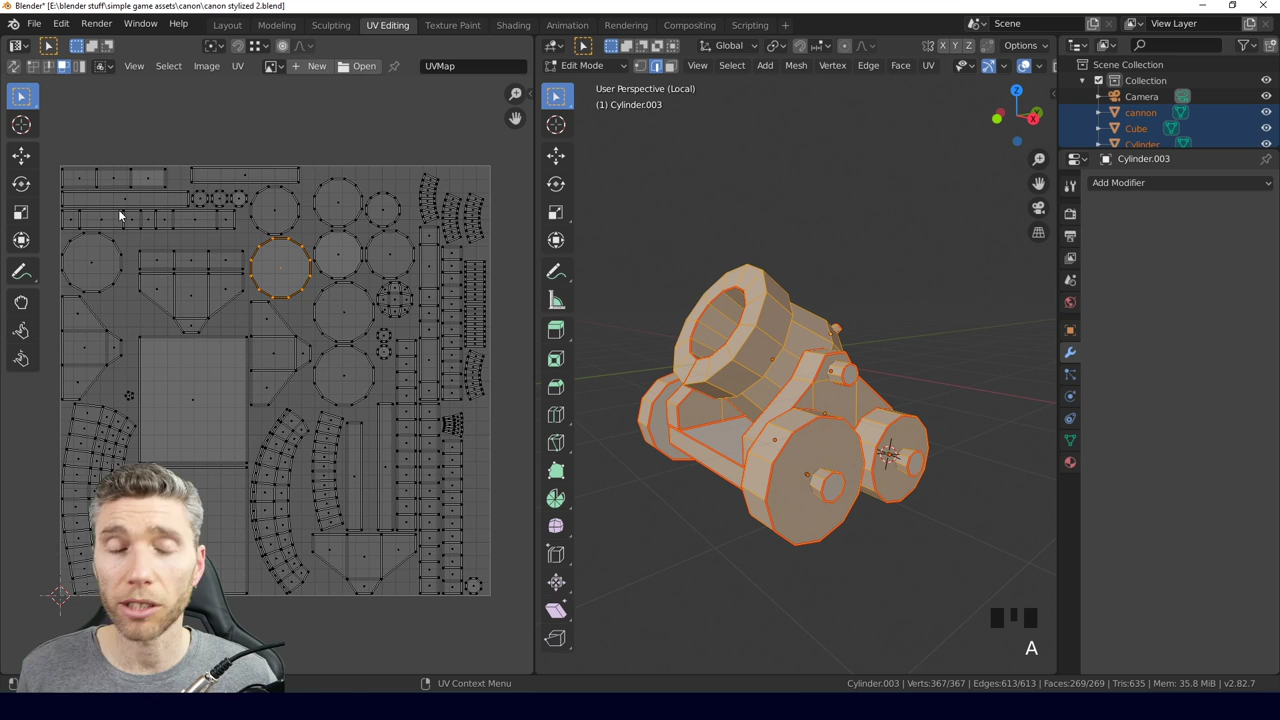 Blender* [E:\blender stuff\simple game assets\canon\canon stylized 2.blend]
File Edit Render Window Help Layout Modeling Sculpting UV Editing Texture Paint Shading Animation Rendering Compositing Scripting + Scene View Layer
Global Options
View Select Image UV New Open UVMap Edit Mode View Select Add Mesh Vertex Edge Face UV
Scene Collection
Collection
Camera
cannon
Cube
Cylinder
User Perspective (Local)
(1) Cylinder.003
X Y Z
Z
Y
X
Cylinder.003
Add Modifier
A
UV Context Menu
Cylinder.003 | Verts:367/367 | Edges:613/613 | Faces:269/269 | Tris:635 | Mem: 35.8 MiB | v2.82.7